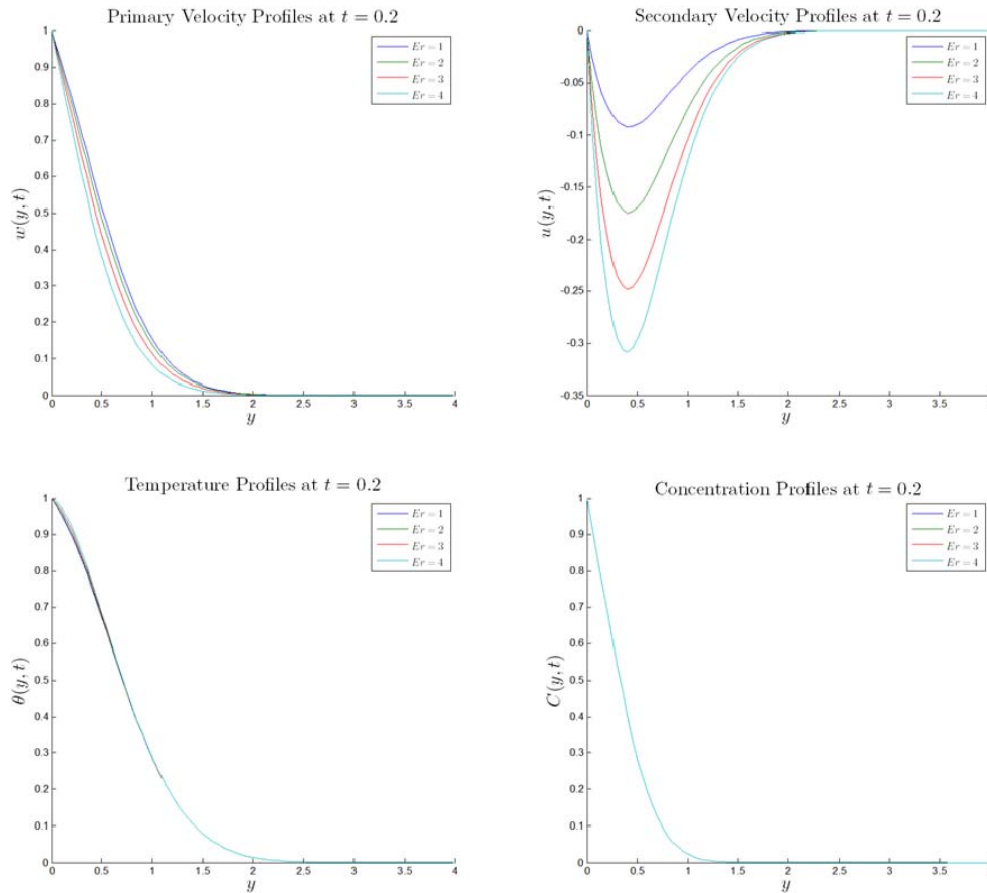 Primary Velocity Profiles at t = 0.2
1
0.9
0.8
0.7
0.6
0.5
0.4
0.3
0.2
0.1
0
w(y, t)
0 0.5 1 1.5 2 2.5 3 3.5 4
y
Er = 1
Er = 2
Er = 3
Er = 4
Secondary Velocity Profiles at t = 0.2
0
-0.05
-0.1
-0.15
-0.2
-0.25
-0.3
-0.35
u(y, t)
0 0.5 1 1.5 2 2.5 3 3.5
y
Er = 1
Er = 2
Er = 3
Er = 4
Temperature Profiles at t = 0.2
1
0.9
0.8
0.7
0.6
0.5
0.4
0.3
0.2
0.1
0
θ(y, t)
0 0.5 1 1.5 2 2.5 3 3.5 4
y
Er = 1
Er = 2
Er = 3
Er = 4
Concentration Profiles at t = 0.2
1
0.9
0.8
0.7
0.6
0.5
0.4
0.3
0.2
0.1
0
C(y, t)
0 0.5 1 1.5 2 2.5 3 3.5
y
Er = 1
Er = 2
Er = 3
Er = 4